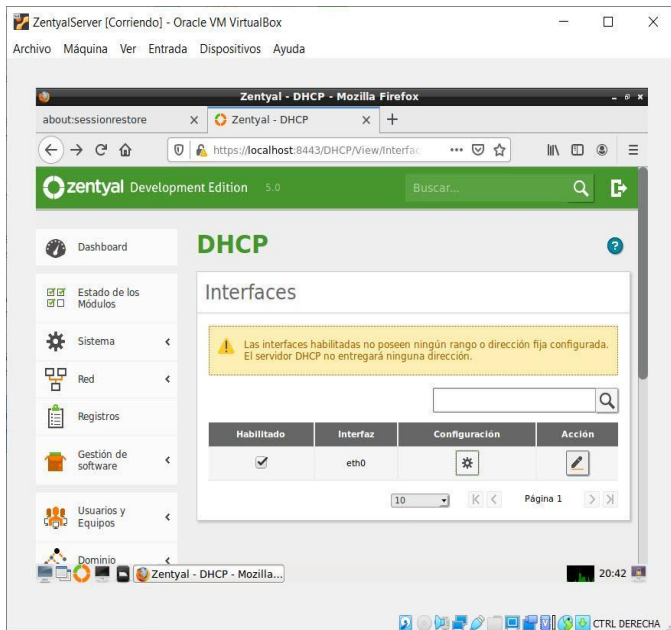 ZentyalServer [Corriendo] - Oracle VM VirtualBox
Archivo Máquina Ver Entrada Dispositivos Ayuda
Zentyal - DHCP - Mozilla Firefox
about:sessionrestore
Zentyal - DHCP
https://localhost:8443/DHCP/View/Interfac
zentyal Development Edition 5.0
Buscar...
Dashboard
Estado de los
Módulos
Sistema
Red
Registros
Gestión de
software
Usuarios y
Equipos
Dominio
DHCP
Interfaces
Las interfaces habilitadas no poseen ningún rango o dirección fija configurada.
El servidor DHCP no entregará ninguna dirección.
Habilitado Interfaz Configuración Acción
eth0
10 Página 1
Zentyal - DHCP - Mozilla...
20:42
CTRL DERECHA